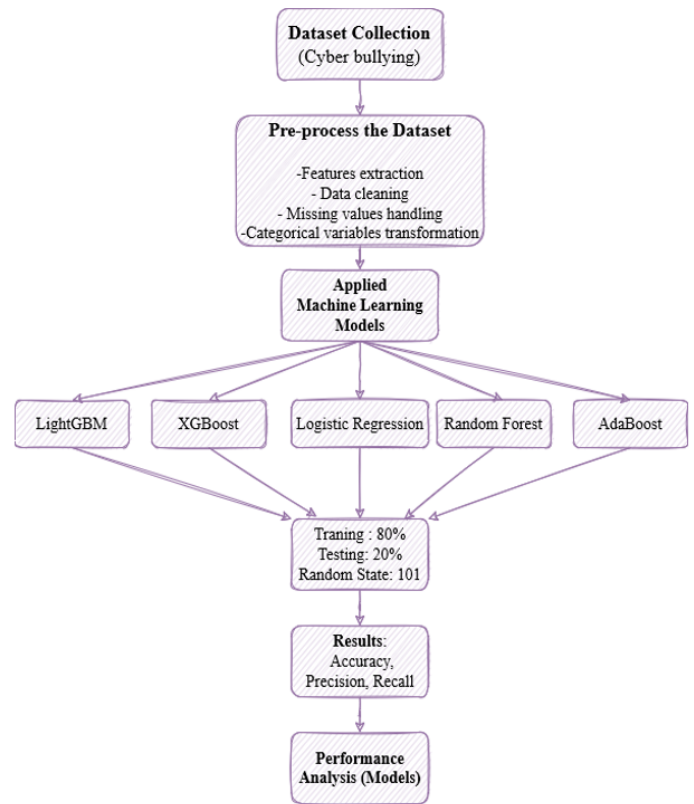 Dataset Collection
(Cyber bullying)
Pre-process the Dataset
-Features extraction
- Data cleaning
- Missing values handling
-Categorical variables transformation
Applied
Machine Learning
Models
LightGBM
XGBoost
Logistic Regression
Random Forest
AdaBoost
Traning : 80%
Testing: 20%
Random State: 101
Results:
Accuracy,
Precision, Recall
Performance
Analysis (Models)